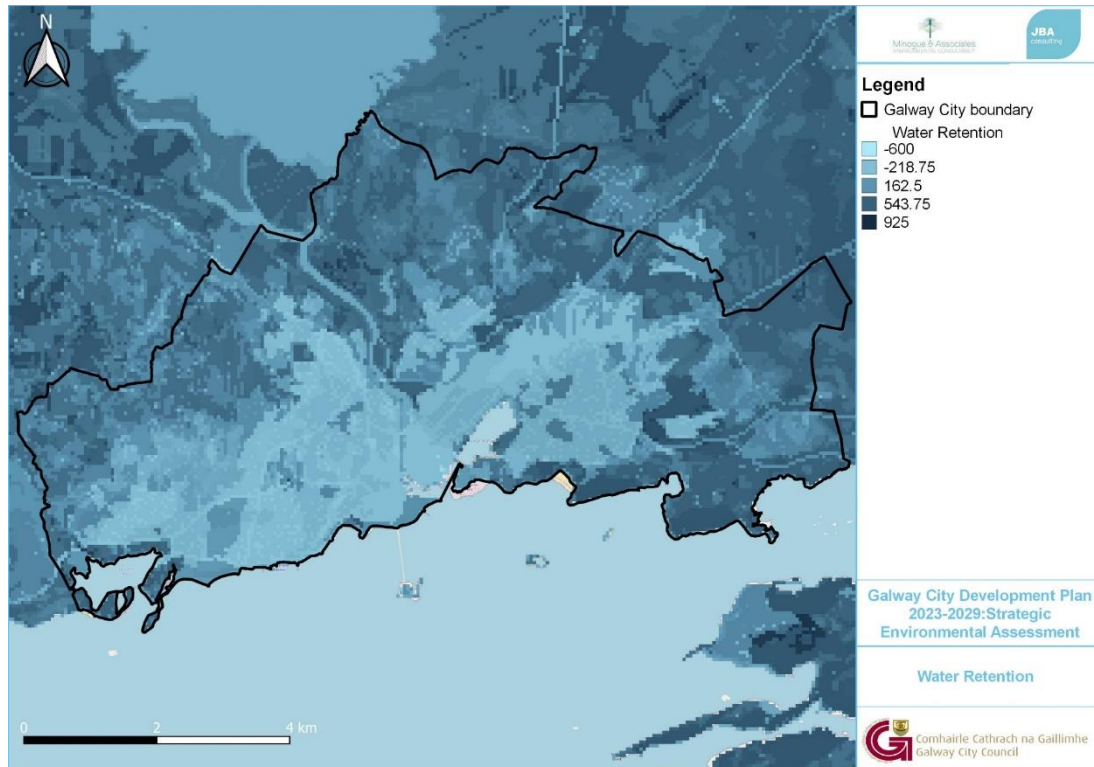 N
0 2 4 km
Minogue & Associates
ENVIRONMENTAL CONSULTANCY
JBA
consulting
Legend
Galway City boundary
Water Retention
-600
-218.75
162.5
543.75
925
Galway City Development Plan
2023-2029:Strategic
Environmental Assessment
Water Retention
Comhairle Cathrach na Gaillimhe
Galway City Council